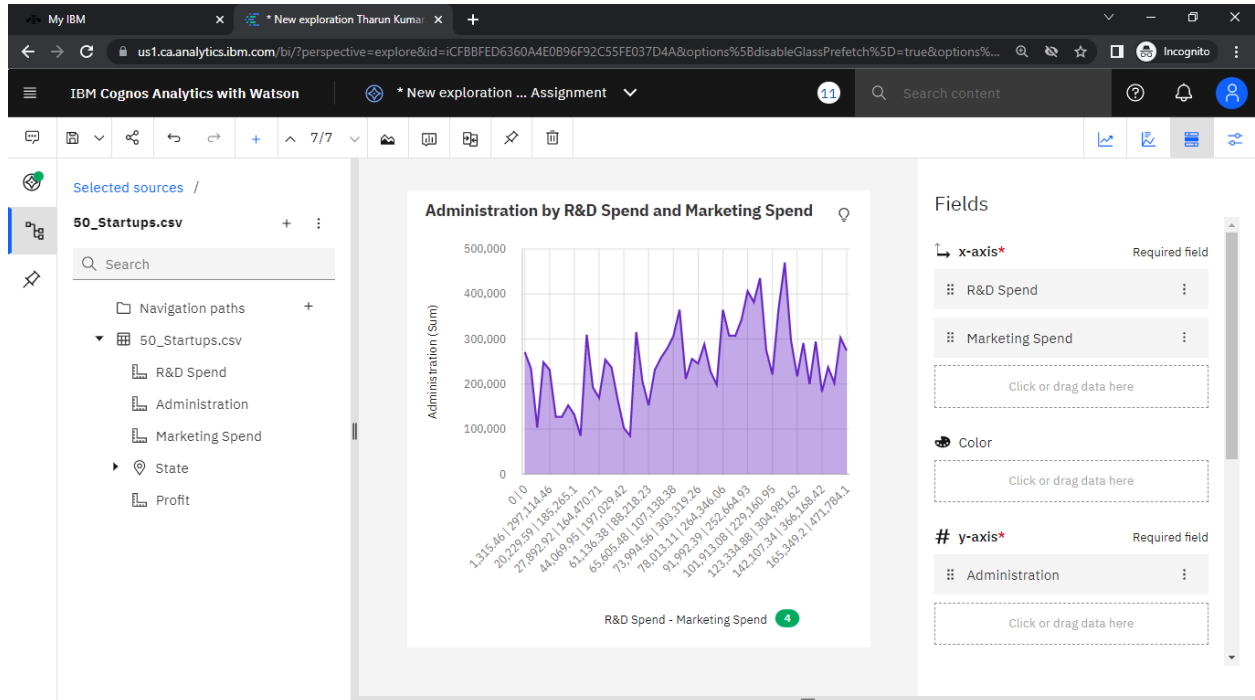 My IBM
* New exploration Tharun Kumar
us1.ca.analytics.ibm.com/bi/?perspective=explore&id=iCFBBFED6360A4E0B96F92C55FE037D4A&options%5BdisableGlassPrefetch%5D=true&options%...
Incognito
IBM Cognos Analytics with Watson
* New exploration ... Assignment
11
Search content
7/7
Selected sources /
50_Startups.csv
Search
Navigation paths
50_Startups.csv
R&D Spend
Administration
Marketing Spend
State
Profit
Administration by R&D Spend and Marketing Spend
Administration (Sum)
500,000
400,000
300,000
200,000
100,000
0
0|0
1,315.46|297,114.46
20,229.59|185,265.1
27,892.92|164,470.71
44,069.95|197,029.42
61,136.38|88,218.23
65,605.48|107,138.38
73,994.56|303,319.26
78,013.11|264,346.06
91,992.39|252,664.93
101,913.08|229,160.95
123,334.88|304,981.62
142,107.34|366,168.42
165,349.2|471,784.1
R&D Spend - Marketing Spend 4
Fields
x-axis* Required field
R&D Spend
Marketing Spend
Click or drag data here
Color
Click or drag data here
# y-axis* Required field
Administration
Click or drag data here